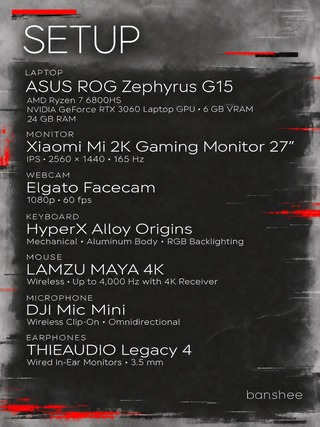 SETUP
LAPTOP
ASUS ROG Zephyrus G15
AMD Ryzen 7 6800HS
NVIDIA GeForce RTX 3060 Laptop GPU • 6 GB VRAM
24 GB RAM
MONITOR
Xiaomi Mi 2K Gaming Monitor 27”
IPS • 2560 × 1440 • 165 Hz
WEBCAM
Elgato Facecam
1080p • 60 fps
KEYBOARD
HyperX Alloy Origins
Mechanical • Aluminum Body • RGB Backlighting
MOUSE
LAMZU MAYA 4K
Wireless • Up to 4,000 Hz with 4K Receiver
MICROPHONE
DJI Mic Mini
Wireless Clip-On • Omnidirectional
EARPHONES
THIEAUDIO Legacy 4
Wired In-Ear Monitors • 3.5 mm
banshee